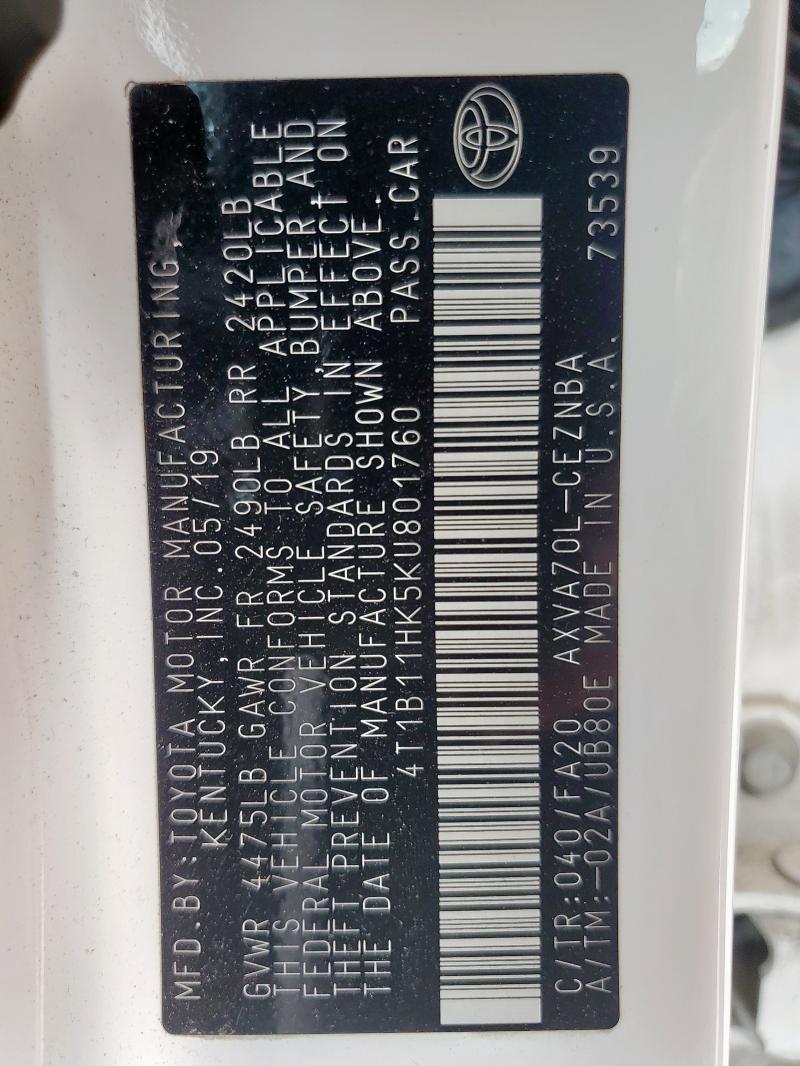 MFD.BY:TOYOTA MOTOR MANUFACTURING,
KENTUCKY,INC.05/19
GVWR 4475LB GAWR FR 2490LB RR 2420LB
THIS VEHICLE CONFORMS TO ALL APPLICABLE
FEDERAL MOTOR VEHICLE SAFETY,BUMPER,AND
THEFT PREVENTION STANDARDS IN EFFECT ON
THE DATE OF MANUFACTURE SHOWN ABOVE.
4T1B11HK5KU801760 PASS.CAR
C/TR:040/FA20 AXVA70L-CEZNBA
A/TM:-02A/UB80E MADE IN U.S.A. 73539